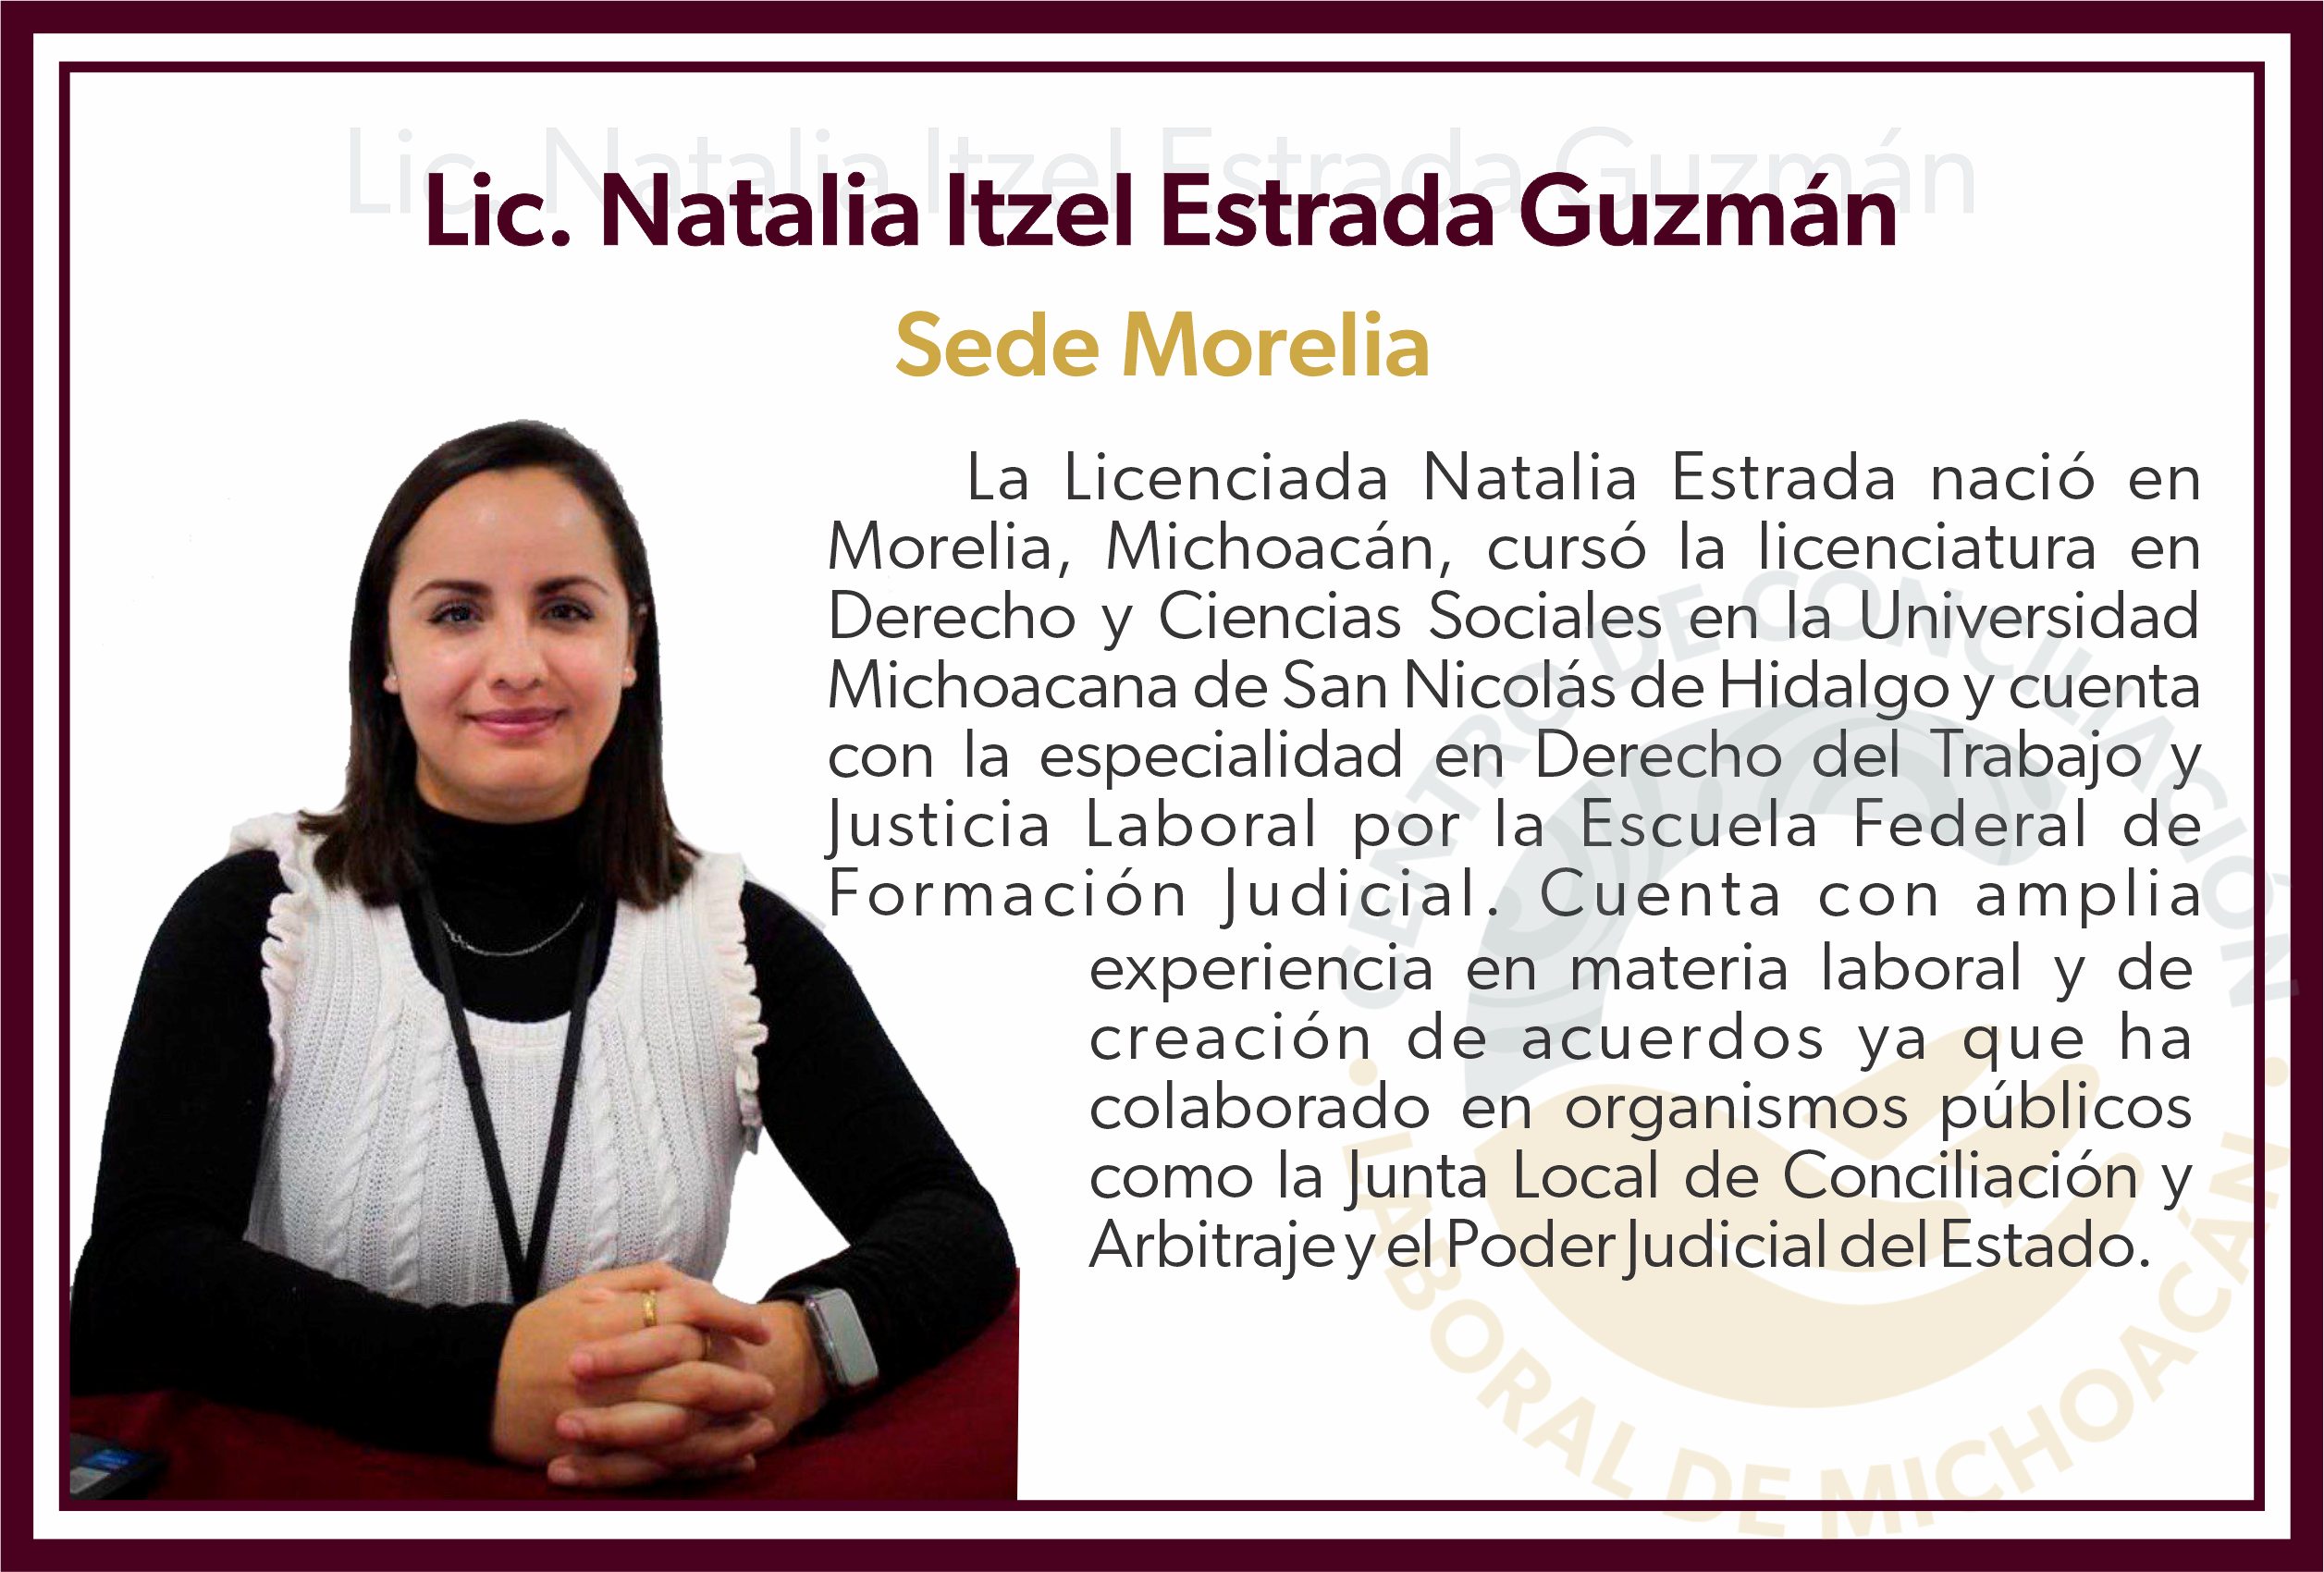 Lic. Natalia Itzel Estrada Guzmán
Lic. Natalia Itzel Estrada Guzmán
Sede Morelia
La Licenciada Natalia Estrada nació en
Morelia, Michoacán, cursó la licenciatura en
Derecho y Ciencias Sociales en la Universidad
Michoacana de San Nicolás de Hidalgo y cuenta
con la especialidad en Derecho del Trabajo y
Justicia Laboral por la Escuela Federal de
Formación Judicial. Cuenta con amplia
experiencia en materia laboral y de
creación de acuerdos ya que ha
colaborado en organismos públicos
como la Junta Local de Conciliación y
Arbitraje y el Poder Judicial del Estado.
CENTRO DE CONCILIACIÓN
• LABORAL DE MICHOACÁN •